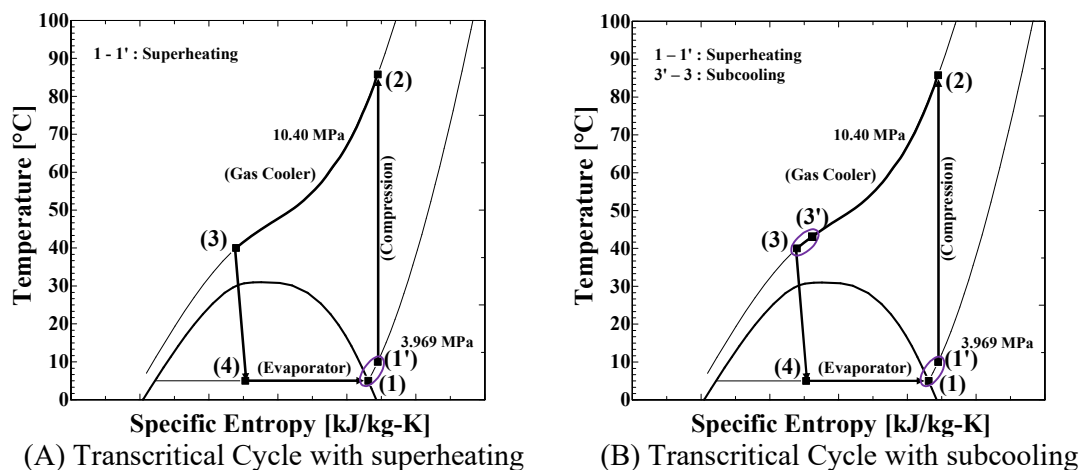 100
90
80
70
60
50
40
30
20
10
0
Temperature [°C]
1 - 1' : Superheating
10.40 MPa
(Gas Cooler)
(Compression)
(2)
(3)
3.969 MPa
(4)
(Evaporator)
(1')
(1)
Specific Entropy [kJ/kg-K]
(A) Transcritical Cycle with superheating
100
90
80
70
60
50
40
30
20
10
0
Temperature [°C]
1 – 1' : Superheating
3' – 3 : Subcooling
10.40 MPa
(Gas Cooler)
(Compression)
(2)
(3')
(3)
3.969 MPa
(4)
(Evaporator)
(1')
(1)
Specific Entropy [kJ/kg-K]
(B) Transcritical Cycle with subcooling